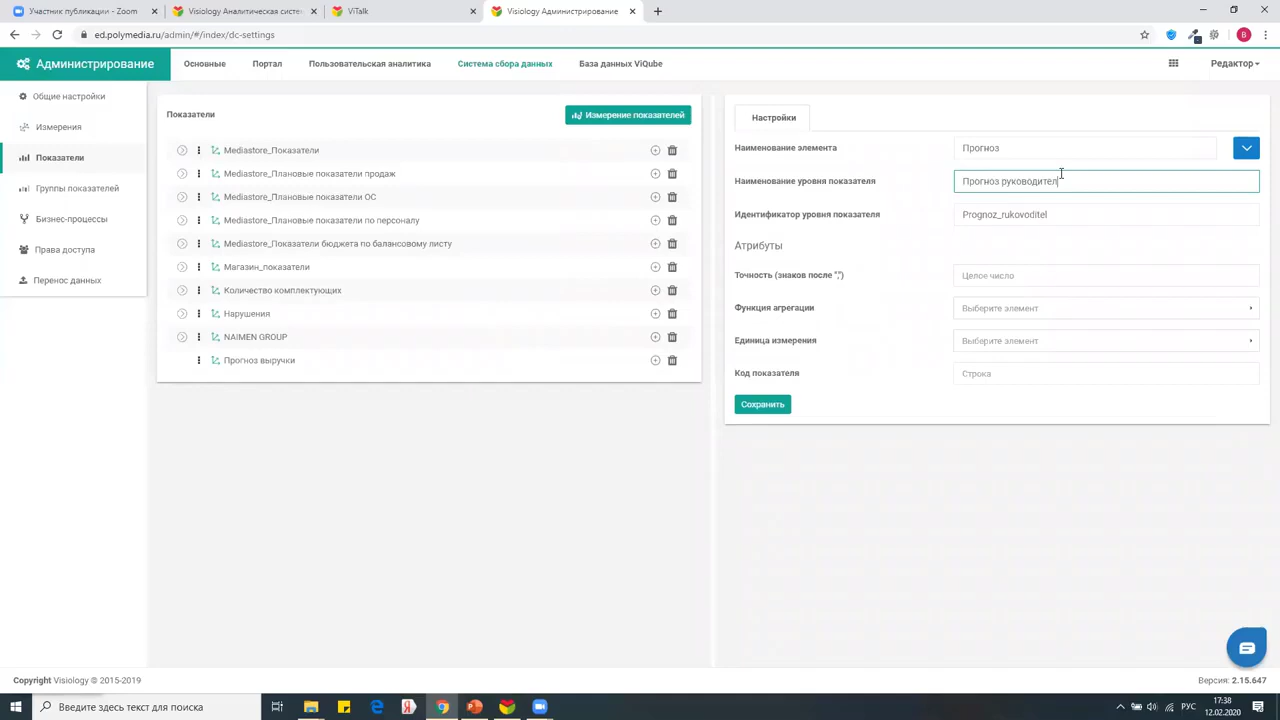 Участник публикации - Zoom
Visiology Аналитическая систем
ViTalk
Visiology Администрирование
ed.polymedia.ru/admin/#/index/dc-settings
В
Администрирование
Основные
Портал
Пользовательская аналитика
Система сбора данных
База данных ViQube
Редактор
Общие настройки
Измерения
Показатели
Группы показателей
Бизнес-процессы
Права доступа
Перенос данных
Показатели
Измерение показателей
Mediastore_Показатели
Mediastore_Плановые показатели продаж
Mediastore_Плановые показатели ОС
Mediastore_Плановые показатели по персоналу
Mediastore_Показатели бюджета по балансовому листу
Магазин_показатели
Количество комплектующих
Нарушения
NAIMEN GROUP
Прогноз выручки
Настройки
Наименование элемента
Прогноз
Наименование уровня показателя
Прогноз руководител
Идентификатор уровня показателя
Prognoz_rukovoditel
Атрибуты
Точность (знаков после ",")
Целое число
Функция агрегации
Выберите элемент
Единица измерения
Выберите элемент
Код показателя
Строка
Сохранить
Copyright Visiology © 2015-2019
Версия: 2.15.647
Введите здесь текст для поиска
РУС
17:38
12.02.2020